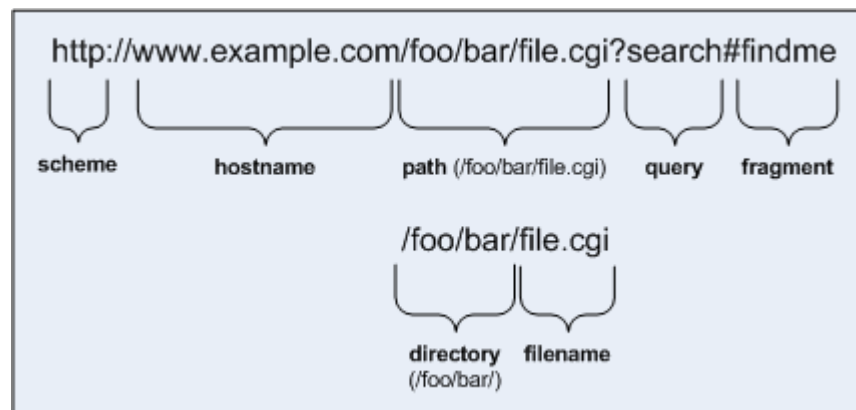 http://www.example.com/foo/bar/file.cgi?search#findme
scheme
hostname
path (/foo/bar/file.cgi)
query
fragment
/foo/bar/file.cgi
directory
(/foo/bar/)
filename